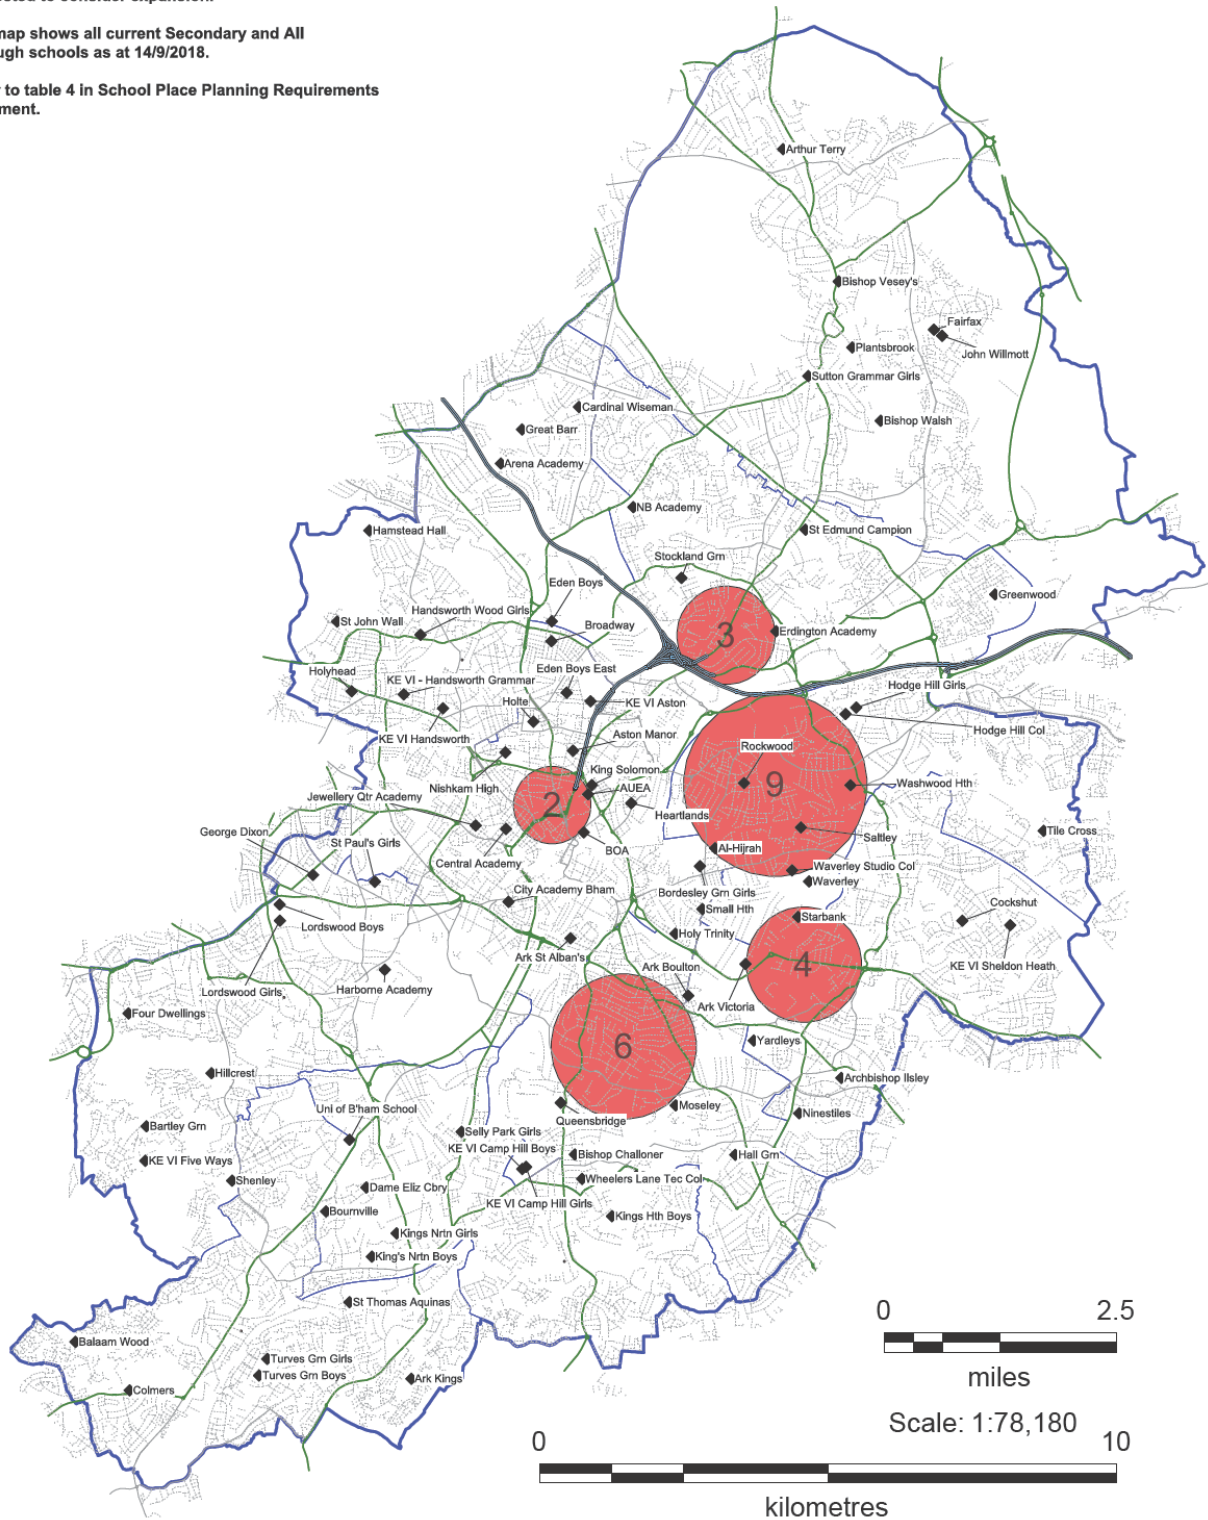 map shows all current Secondary and All
ugh schools as at 14/9/2018.
to table 4 in School Place Planning Requirements
ment.
Arthur Terry
Bishop Vesey's
Fairfax
John Willmott
Plantsbrook
Sutton Grammar Girls
Cardinal Wiseman
Bishop Walsh
Great Barr
Arena Academy
NB Academy
Hamstead Hall
St Edmund Campion
Stockland Grn
Eden Boys
Greenwood
Handsworth Wood Girls
St John Wall
Broadway
3
Erdington Academy
Eden Boys East
Holyhead
KE VI - Handsworth Grammar
Hodge Hill Girls
Holte
KE VI Aston
Hodge Hill Col
KE VI Handsworth
Aston Manor
Rockwood
King Solomon
9
Washwood Hth
Nishkam High
AUEA
Jewellery Qtr Academy
2
Heartlands
George Dixon
Tile Cross
St Paul's Girls
Saltley
BOA
Al-Hijrah
Central Academy
Waverley Studio Col
Waverley
City Academy Bham
Bordesley Grn Girls
Cockshut
Small Hth
Starbank
Lordswood Boys
Holy Trinity
Ark St Alban's
Ark Boulton
4
KE VI Sheldon Heath
Lordswood Girls
Harborne Academy
Ark Victoria
Four Dwellings
6
Yardleys
Hillcrest
Archbishop Ilsley
Uni of B'ham School
Moseley
Ninestiles
Queensbridge
Bartley Grn
Selly Park Girls
KE VI Camp Hill Boys
Bishop Challoner
Hall Grn
KE VI Five Ways
Shenley
Wheelers Lane Tec Col
Dame Eliz Cbry
KE VI Camp Hill Girls
Bournville
Kings Hth Boys
Kings Nrtn Girls
King's Nrtn Boys
St Thomas Aquinas
Balaam Wood
Turves Grn Girls
Turves Grn Boys
Ark Kings
Colmers
0 2.5
miles
Scale: 1:78,180
0 10
kilometres